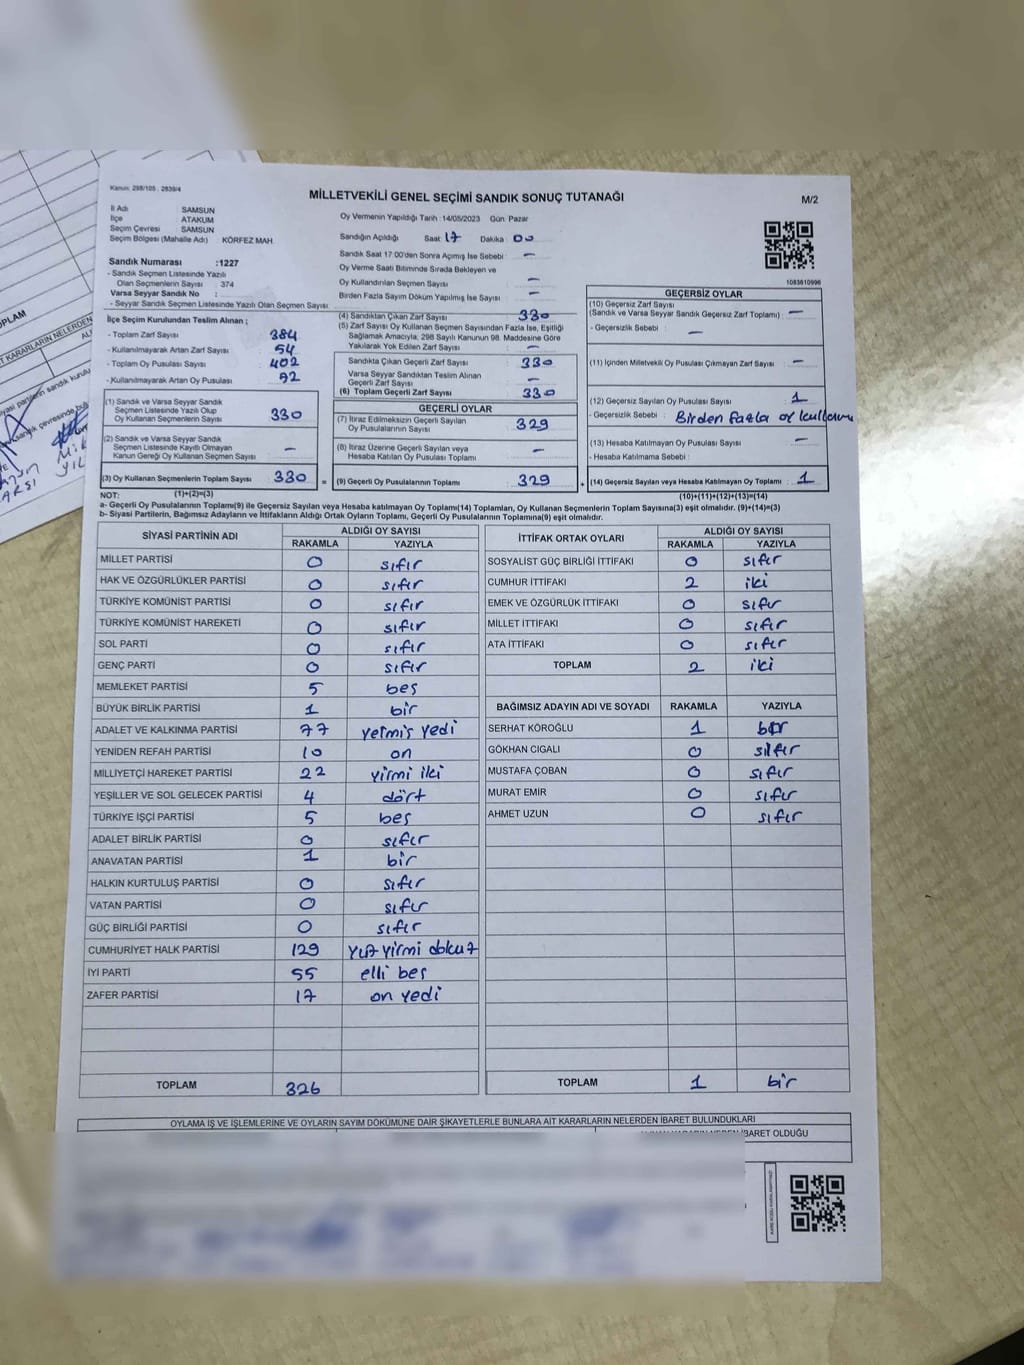 Kanun: 298/105 , 2839/4
MİLLETVEKİLİ GENEL SEÇİMİ SANDIK SONUÇ TUTANAĞI
M/2
İl Adı SAMSUN
İlçe ATAKUM
Seçim Çevresi SAMSUN
Seçim Bölgesi (Mahalle Adı) KÖRFEZ MAH.
Sandık Numarası :1227
- Sandık Seçmen Listesinde Yazılı
Olan Seçmenlerin Sayısı : 374
Varsa Seyyar Sandık No :
- Seyyar Sandık Seçmen Listesinde Yazılı Olan Seçmen Sayısı:
Oy Vermenin Yapıldığı Tarih :14/05/2023 Gün: Pazar
Sandığın Açıldığı Saat 17 Dakika 00
Sandık Saat 17:00'den Sonra Açımış İse Sebebi : —
Oy Verme Saati Bitiminde Sırada Bekleyen ve
Oy Kullandırılan Seçmen Sayısı —
Birden Fazla Sayım Döküm Yapılmış İse Sayısı : —
1083610996
İlçe Seçim Kurulundan Teslim Alınan ;
- Toplam Zarf Sayısı 384
- Kullanılmayarak Artan Zarf Sayısı 54
- Toplam Oy Pusulası Sayısı 402
- Kullanılmayarak Artan Oy Pusulası 92
(1) Sandık ve Varsa Seyyar Sandık
Seçmen Listesinde Yazılı Olup
Oy Kullanan Seçmenlerin Sayısı 330
(2) Sandık ve Varsa Seyyar Sandık
Seçmen Listesinde Kayıtlı Olmayan
Kanun Gereği Oy Kullanan Seçmen Sayısı —
(3) Oy Kullanan Seçmenlerin Toplam Sayısı 330 =
(4) Sandıktan Çıkan Zarf Sayısı 330
(5) Zarf Sayısı Oy Kullanan Seçmen Sayısından Fazla İse, Eşitliği
Sağlamak Amacıyla, 298 Sayılı Kanunun 98. Maddesine Göre
Yakılarak Yok Edilen Zarf Sayısı —
Sandıkta Çıkan Geçerli Zarf Sayısı 330
Varsa Seyyar Sandıktan Teslim Alınan
Geçerli Zarf Sayısı —
(6) Toplam Geçerli Zarf Sayısı 330
GEÇERLİ OYLAR
(7) İtiraz Edilmeksizin Geçerli Sayılan
Oy Pusulalarının Sayısı 329
(8) İtiraz Üzerine Geçerli Sayılan veya
Hesaba Katılan Oy Pusulası Toplamı —
(9) Geçerli Oy Pusulalarının Toplamı 329 +
GEÇERSİZ OYLAR
(10) Geçersiz Zarf Sayısı
(Sandık ve Varsa Seyyar Sandık Geçersiz Zarf Toplamı) : —
- Geçersizlik Sebebi : —
(11) İçinden Milletvekili Oy Pusulası Çıkmayan Zarf Sayısı : —
(12) Geçersiz Sayılan Oy Pusulası Sayısı : 1
- Geçersizlik Sebebi : Birden fazla oy
(13) Hesaba Katılmayan Oy Pusulası Sayısı : —
- Hesaba Katılmama Sebebi :
(14) Geçersiz Sayılan veya Hesaba Katılmayan Oy Toplamı : 1
NOT: (1)+(2)=(3) (10)+(11)+(12)+(13)=(14)
a- Geçerli Oy Pusulalarının Toplamı(9) ile Geçersiz Sayılan veya Hesaba katılmayan Oy Toplamı(14) Toplamları, Oy Kullanan Seçmenlerin Toplam Sayısına(3) eşit olmalıdır. (9)+(14)=(3)
b- Siyasi Partilerin, Bağımsız Adayların ve İttifakların Aldığı Ortak Oyların Toplamı, Geçerli Oy Pusulalarının Toplamına(9) eşit olmalıdır.
SİYASİ PARTİNİN ADI ALDIĞI OY SAYISI
RAKAMLA YAZIYLA
MİLLET PARTİSİ 0 sıfır
HAK VE ÖZGÜRLÜKLER PARTİSİ 0 sıfır
TÜRKİYE KOMÜNİST PARTİSİ 0 sıfır
TÜRKİYE KOMÜNİST HAREKETİ 0 sıfır
SOL PARTİ 0 sıfır
GENÇ PARTİ 0 sıfır
MEMLEKET PARTİSİ 5 beş
BÜYÜK BİRLİK PARTİSİ 1 bir
ADALET VE KALKINMA PARTİSİ 77 yetmiş yedi
YENİDEN REFAH PARTİSİ 10 on
MİLLİYETÇİ HAREKET PARTİSİ 22 yirmi iki
YEŞİLLER VE SOL GELECEK PARTİSİ 4 dört
TÜRKİYE İŞÇİ PARTİSİ 5 beş
ADALET BİRLİK PARTİSİ 0 sıfır
ANAVATAN PARTİSİ 1 bir
HALKIN KURTULUŞ PARTİSİ 0 sıfır
VATAN PARTİSİ 0 sıfır
GÜÇ BİRLİĞİ PARTİSİ 0 sıfır
CUMHURİYET HALK PARTİSİ 129 yüz yirmi dokuz
İYİ PARTİ 55 elli beş
ZAFER PARTİSİ 17 on yedi
TOPLAM 326
İTTİFAK ORTAK OYLARI ALDIĞI OY SAYISI
RAKAMLA YAZIYLA
SOSYALİST GÜÇ BİRLİĞİ İTTİFAKI 0 sıfır
CUMHUR İTTİFAKI 2 iki
EMEK VE ÖZGÜRLÜK İTTİFAKI 0 sıfır
MİLLET İTTİFAKI 0 sıfır
ATA İTTİFAKI 0 sıfır
TOPLAM 2 iki
BAĞIMSIZ ADAYIN ADI VE SOYADI RAKAMLA YAZIYLA
SERHAT KÖROĞLU 1 bir
GÖKHAN CIGALI 0 sıfır
MUSTAFA ÇOBAN 0 sıfır
MURAT EMİR 0 sıfır
AHMET UZUN 0 sıfır
TOPLAM 1 bir
OYLAMA İŞ VE İŞLEMLERİNE VE OYLARIN SAYIM DÖKÜMÜNE DAİR ŞİKAYETLERLE BUNLARA AİT KARARLARIN NELERDEN İBARET BULUNDUKLARI
İBARET OLDUĞU